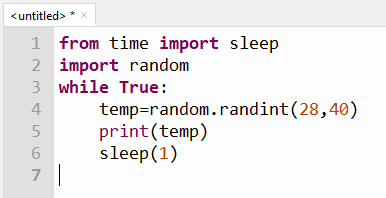 <untitled> * ×
1 from time import sleep
2 import random
3 while True:
4     temp=random.randint(28,40)
5     print(temp)
6     sleep(1)
7